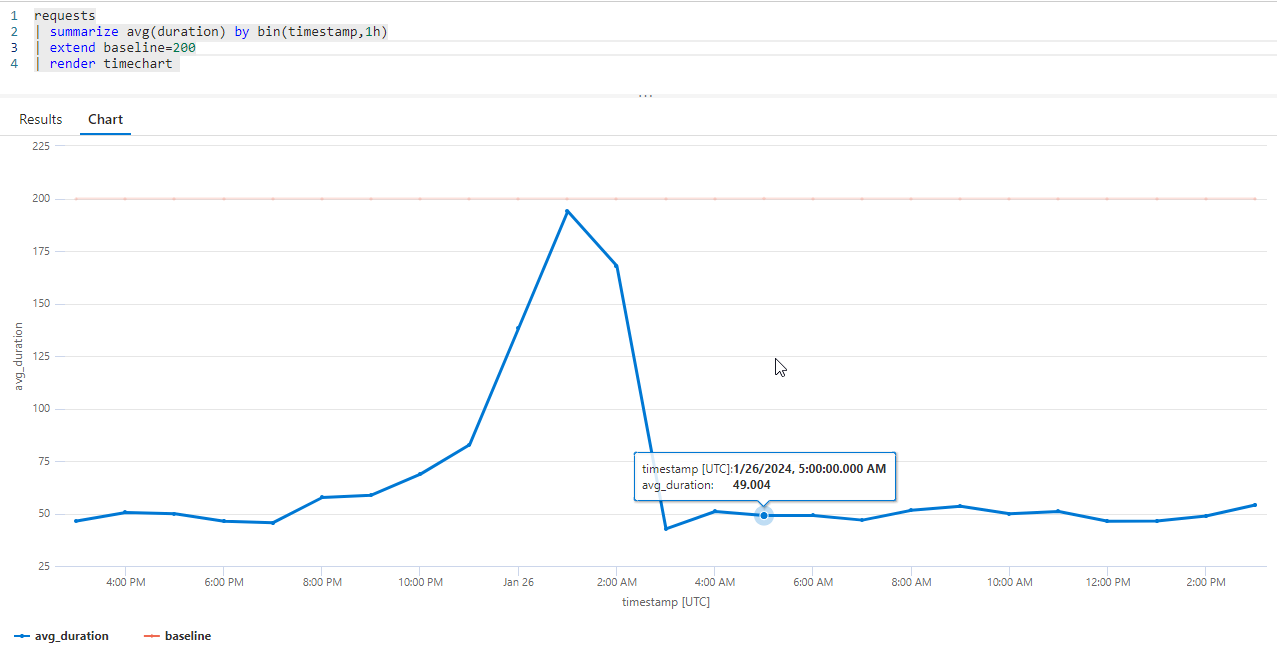 1 requests
2 | summarize avg(duration) by bin(timestamp,1h)
3 | extend baseline=200
4 | render timechart
...
Results Chart
225
200
175
150
125
100
75
50
25
avg_duration
timestamp [UTC]: 1/26/2024, 5:00:00.000 AM
avg_duration: 49.004
4:00 PM 6:00 PM 8:00 PM 10:00 PM Jan 26 2:00 AM 4:00 AM 6:00 AM 8:00 AM 10:00 AM 12:00 PM 2:00 PM
timestamp [UTC]
avg_duration baseline